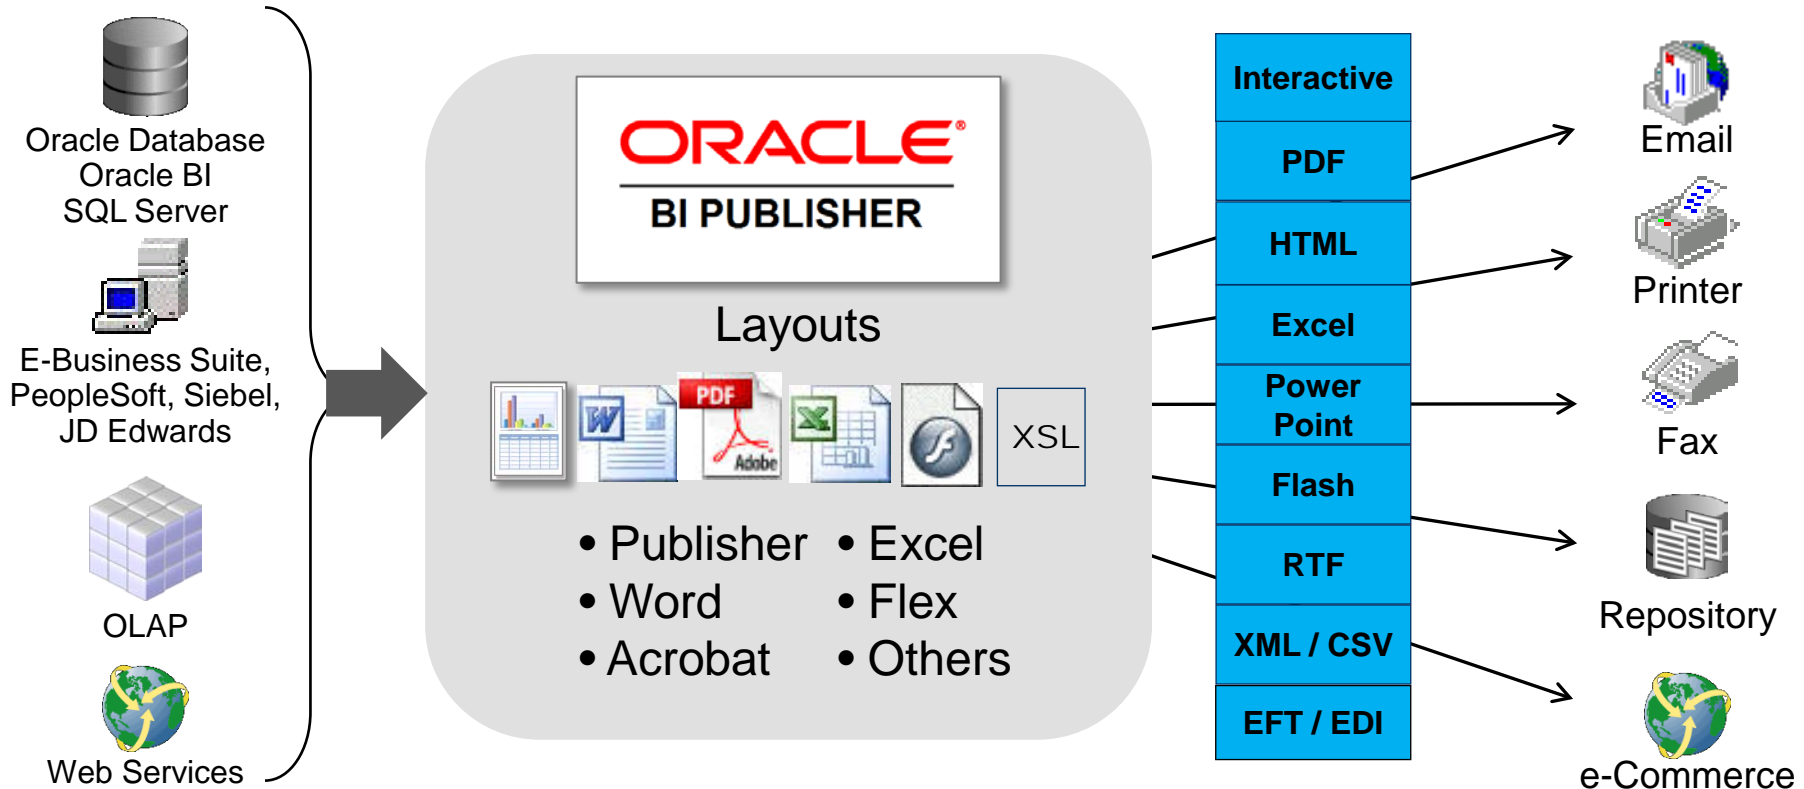 Oracle Database
Oracle BI
SQL Server
E-Business Suite,
PeopleSoft, Siebel,
JD Edwards
OLAP
Web Services
ORACLE®
BI PUBLISHER
Layouts
W
PDF
Adobe
X
XSL
• Publisher
• Word
• Acrobat
• Excel
• Flex
• Others
Interactive
PDF
HTML
Excel
Power
Point
Flash
RTF
XML / CSV
EFT / EDI
Email
Printer
Fax
Repository
e-Commerce